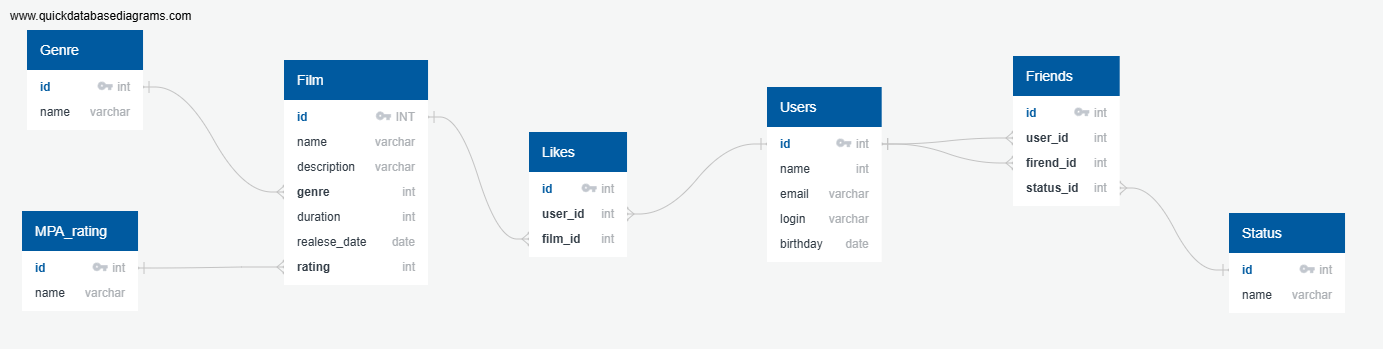 www.quickdatabasediagrams.com
Genre
id int
name varchar
MPA_rating
id int
name varchar
Film
id INT
name varchar
description varchar
genre int
duration int
realese_date date
rating int
Likes
id int
user_id int
film_id int
Users
id int
name int
email varchar
login varchar
birthday date
Friends
id int
user_id int
firend_id int
status_id int
Status
id int
name varchar